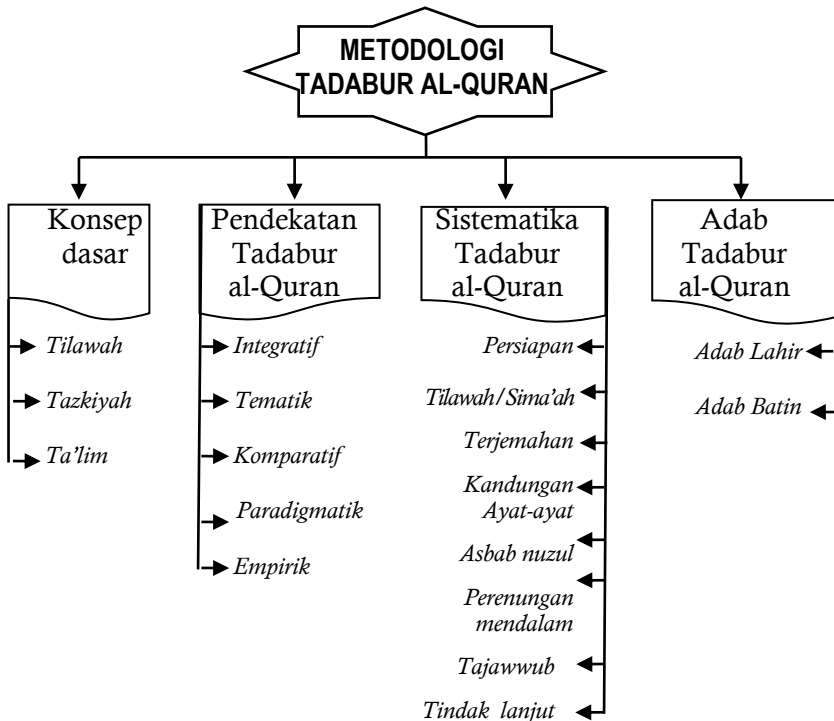 METODOLOGI
TADABUR AL-QURAN
Konsep
dasar
Tilawah
Tazkiyah
Ta'lim
Pendekatan
Tadabur
al-Quran
Integratif
Tematik
Komparatif
Paradigmatik
Empirik
Sistematika
Tadabur
al-Quran
Persiapan
Tilawah/Sima'ah
Terjemahan
Kandungan
Ayat-ayat
Asbab nuzul
Perenungan
mendalam
Tajawwub
Tindak lanjut
Adab
Tadabur
al-Quran
Adab Lahir
Adab Batin